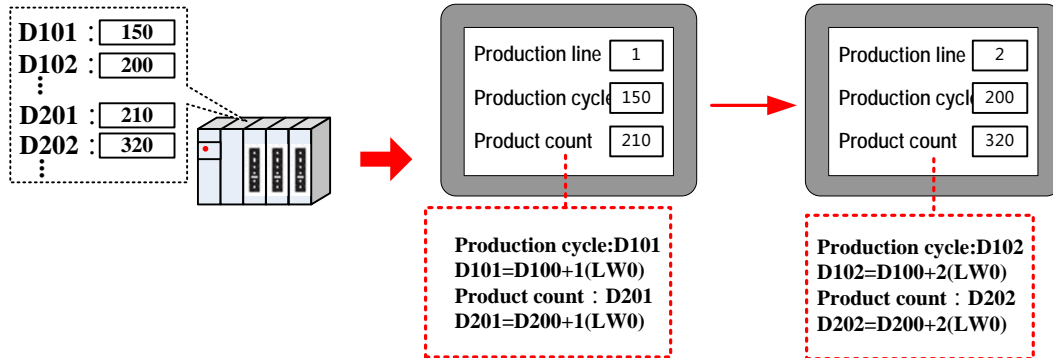 D101 : 150
D102 : 200
D201 : 210
D202 : 320
Production line 1
Production cycle 150
Product count 210
Production line 2
Production cycl 200
Product count 320
Production cycle:D101
D101=D100+1(LW0)
Product count : D201
D201=D200+1(LW0)
Production cycle:D102
D102=D100+2(LW0)
Product count : D202
D202=D200+2(LW0)